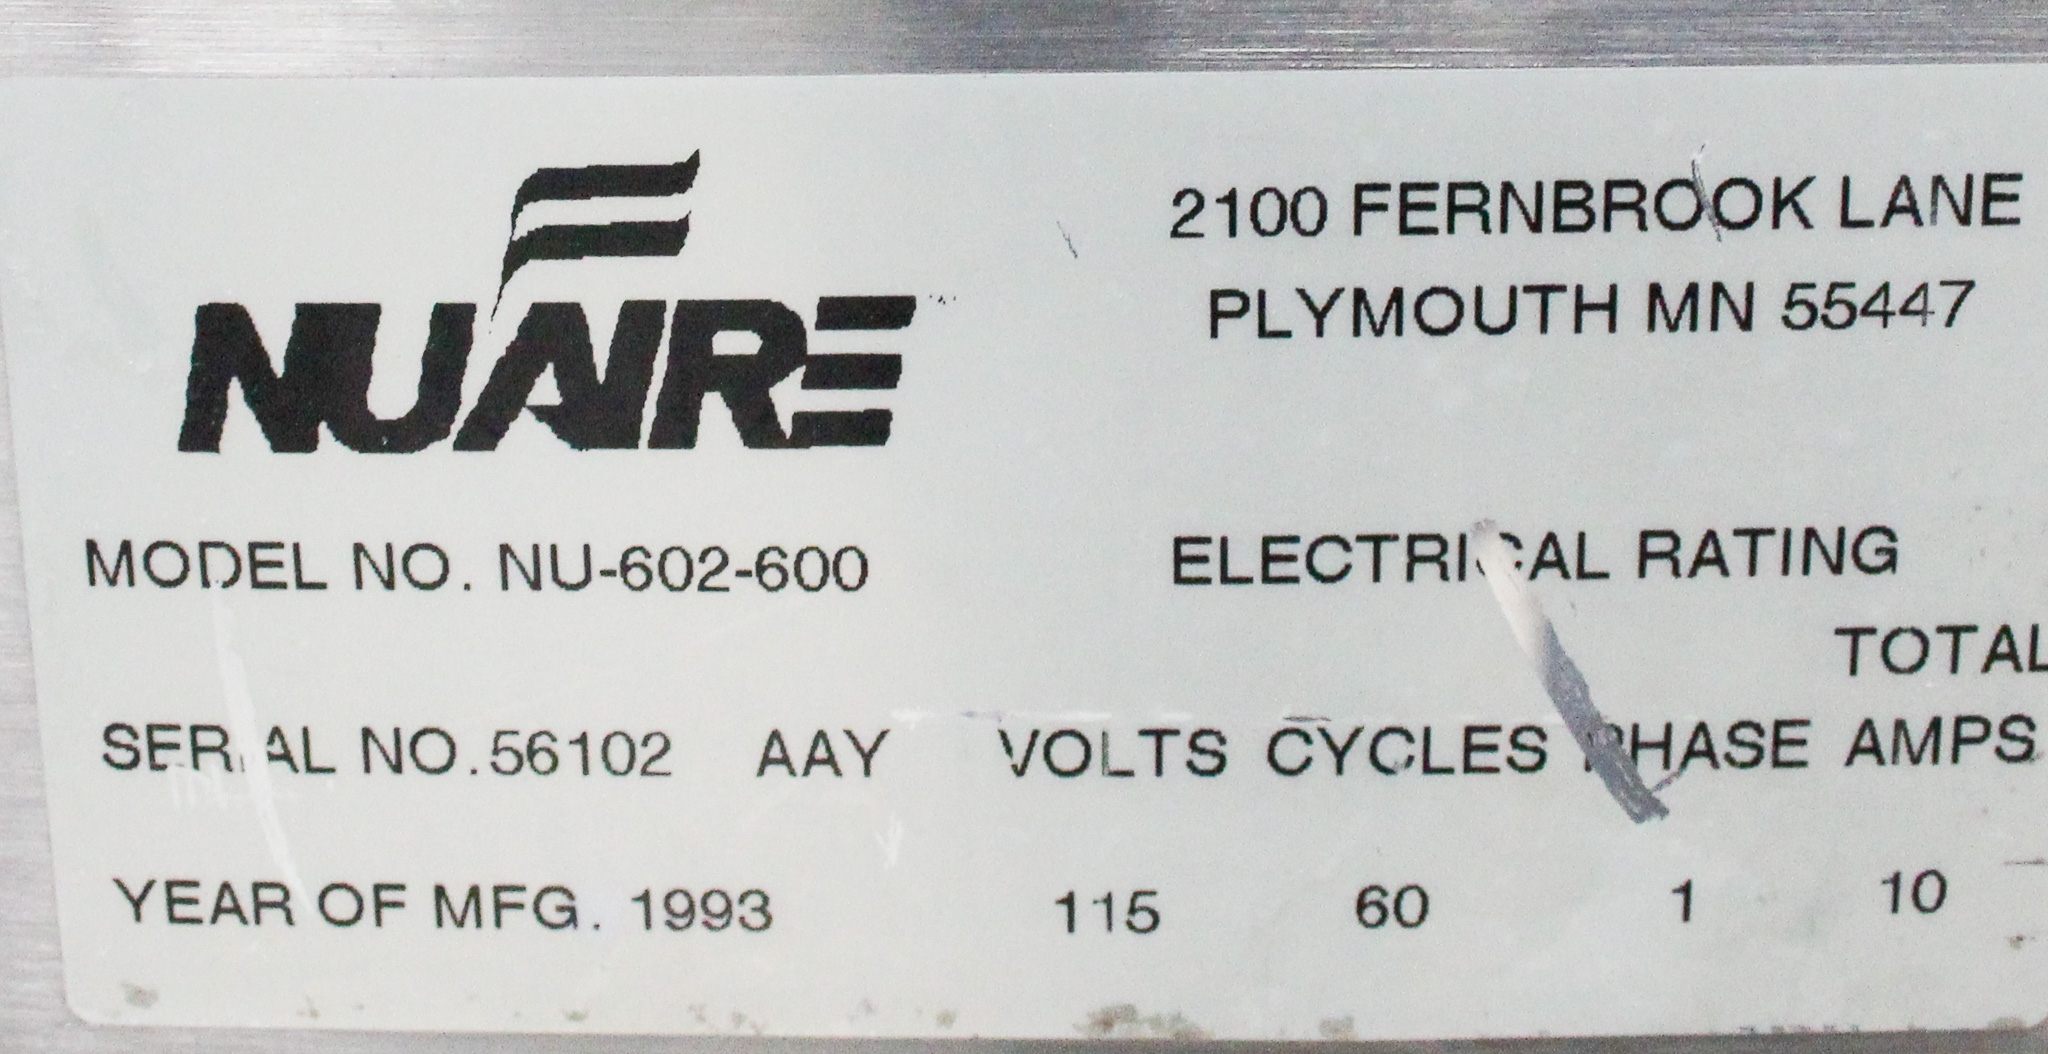 NUAIRE
2100 FERNBROOK LANE
PLYMOUTH MN 55447
MODEL NO. NU-602-600
ELECTRICAL RATING
TOTAL
SERIAL NO. 56102 AAY
VOLTS CYCLES PHASE AMPS
YEAR OF MFG. 1993
115 60 1 10